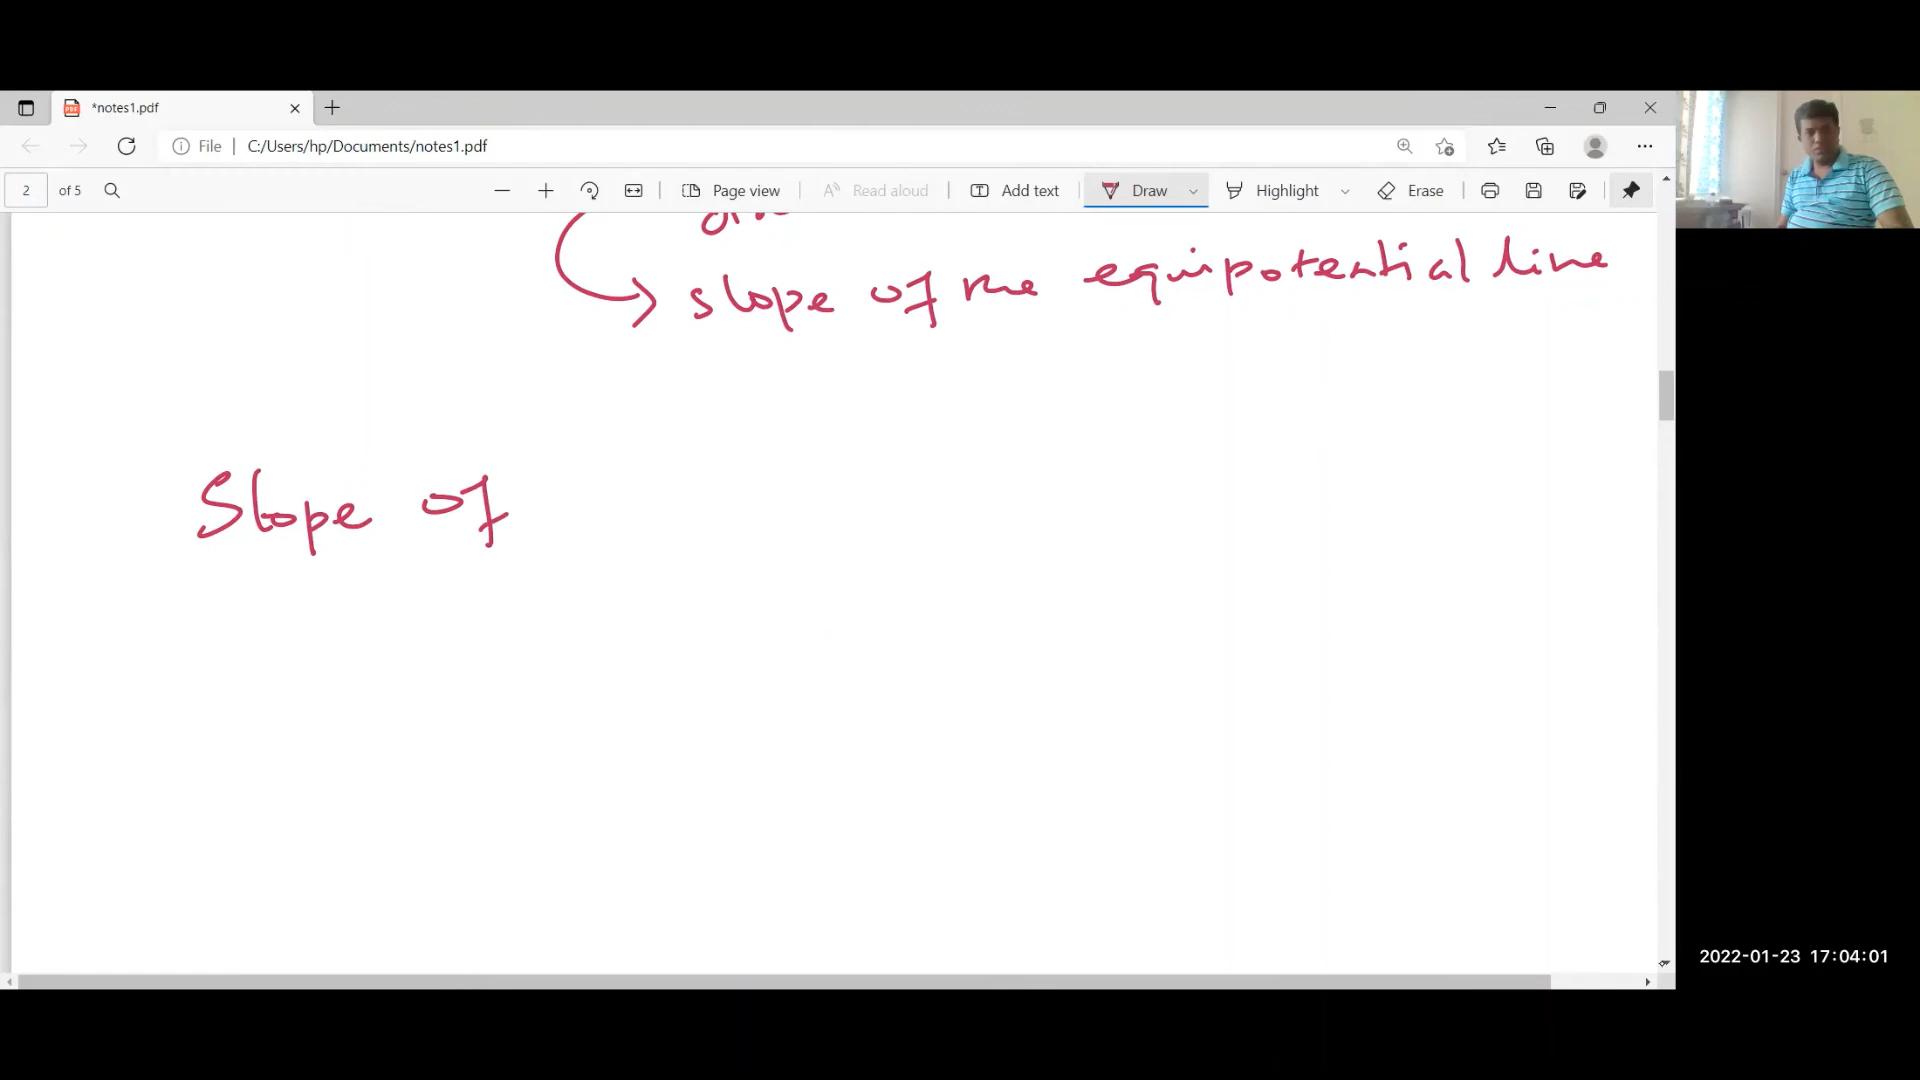 *notes1.pdf
File C:/Users/hp/Documents/notes1.pdf
2 of 5 Page view Read aloud Add text Draw Highlight Erase
slope of the equipotential line
Slope of
2022-01-23 17:04:01